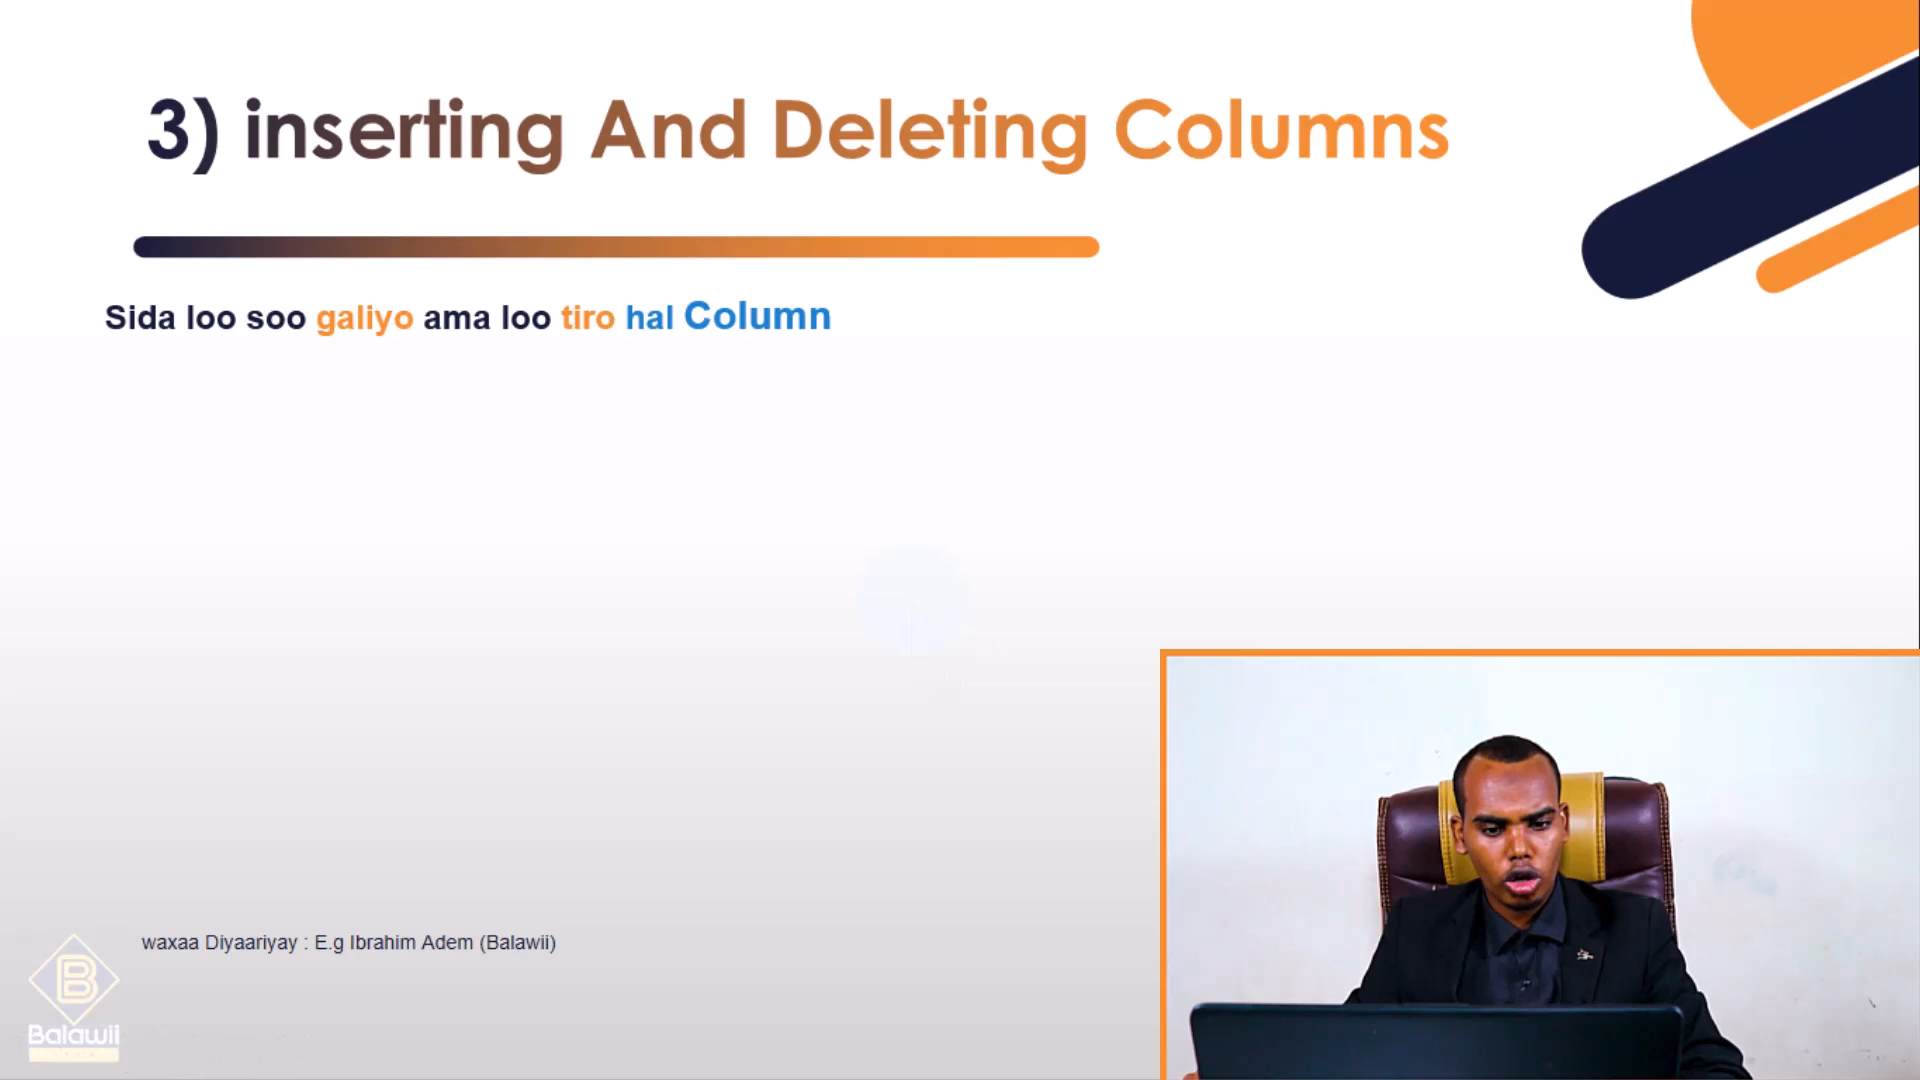 3) inserting And Deleting Columns
Sida loo soo galiyo ama loo tiro hal Column
waxaa Diyaariyay : E.g Ibrahim Adem (Balawii)
B
Balawii